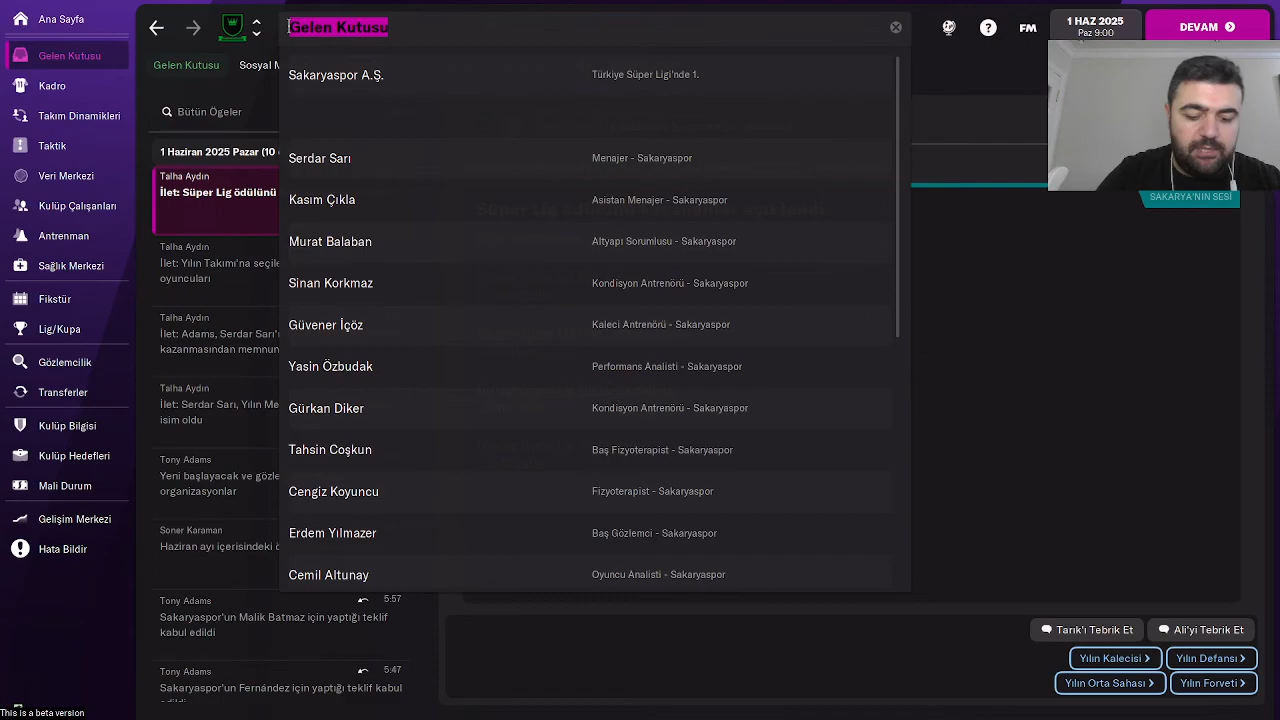 Ana Sayfa
Gelen Kutusu
Kadro
Takım Dinamikleri
Taktik
Veri Merkezi
Kulüp Çalışanları
Antrenman
Sağlık Merkezi
Fikstür
Lig/Kupa
Gözlemcilik
Transferler
Kulüp Bilgisi
Kulüp Hedefleri
Mali Durum
Gelişim Merkezi
Hata Bildir
This is a beta version
Gelen Kutusu
FM
1 HAZ 2025
Paz 9:00
DEVAM
Gelen Kutusu
Sosyal M
Bütün Ögeler
1 Haziran 2025 Pazar (10
Talha Aydın
İlet: Süper Lig ödülünü
Talha Aydın
İlet: Yılın Takımı'na seçile
oyuncuları
Talha Aydın
İlet: Adams, Serdar Sarı'n
kazanmasından memnun
Talha Aydın
İlet: Serdar Sarı, Yılın Me
isim oldu
Tony Adams
Yeni başlayacak ve gözle
organizasyonlar
Soner Karaman
Haziran ayı içerisindeki ö
Tony Adams 5:57
Sakaryaspor'un Malik Batmaz için yaptığı teklif
kabul edildi
Tony Adams 5:47
Sakaryaspor'un Fernández için yaptığı teklif kabul
edildi
Sakaryaspor A.Ş. Türkiye Süper Ligi'nde 1.
Serdar Sarı Menajer - Sakaryaspor
Kasım Çıkla Asistan Menajer - Sakaryaspor
Murat Balaban Altyapı Sorumlusu - Sakaryaspor
Sinan Korkmaz Kondisyon Antrenörü - Sakaryaspor
Güvener İçöz Kaleci Antrenörü - Sakaryaspor
Yasin Özbudak Performans Analisti - Sakaryaspor
Gürkan Diker Kondisyon Antrenörü - Sakaryaspor
Tahsin Coşkun Baş Fizyoterapist - Sakaryaspor
Cengiz Koyuncu Fizyoterapist - Sakaryaspor
Erdem Yılmazer Baş Gözlemci - Sakaryaspor
Cemil Altunay Oyuncu Analisti - Sakaryaspor
SAKARYA'NIN SESİ
Tarık'ı Tebrik Et
Ali'yi Tebrik Et
Yılın Kalecisi
Yılın Defansı
Yılın Orta Sahası
Yılın Forveti